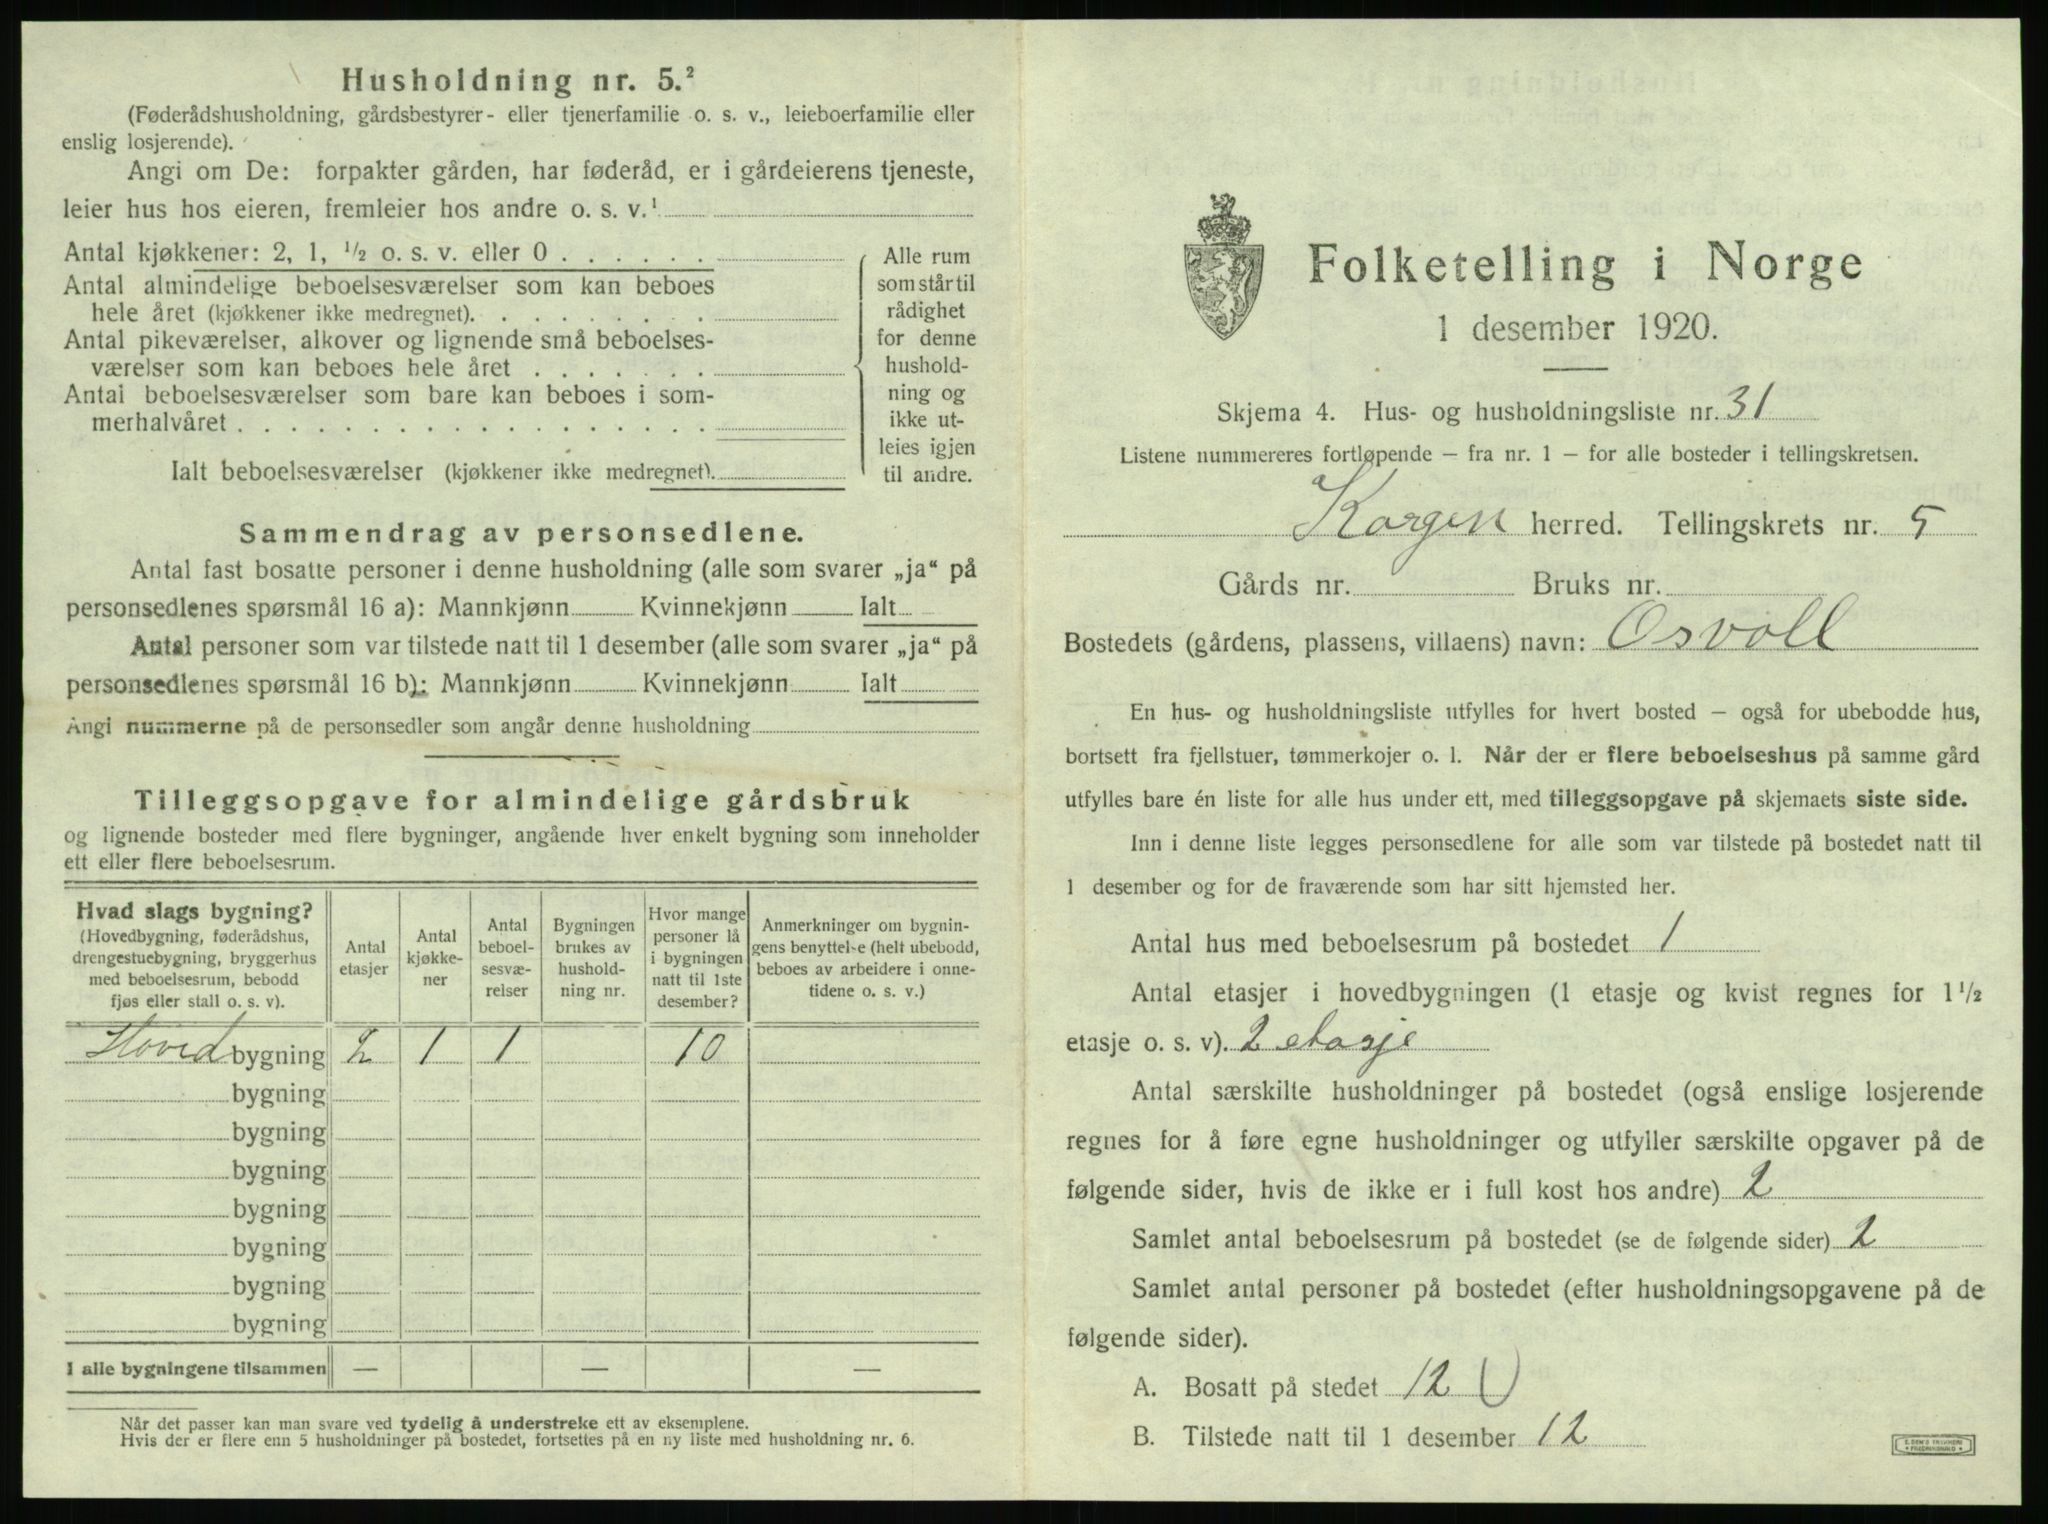 Husholdning nr. 5.²
(Føderådshusholdning, gårdsbestyrer- eller tjenerfamilie o. s. v., leieboerfamilie eller
enslig losjerende).
Angi om De: forpakter gården, har føderåd, er i gårdeierens tjeneste,
leier hus hos eieren, fremleier hos andre o. s. v.¹
Antal kjøkkener: 2, 1, ½ o. s. v. eller 0 . . . . . .
Antal almindelige beboelsesværelser som kan beboes
hele året (kjøkkener ikke medregnet). . . . . . . . .
Antal pikeværelser, alkover og lignende små beboelses-
værelser som kan beboes hele året . . . . . . .
Antal beboelsesværelser som bare kan beboes i som-
merhalvåret . . . . . . . . . . . . . . . . . .
Ialt beboelsesværelser (kjøkkener ikke medregnet).
Alle rum
som står til
rådighet
for denne
hushold-
ning og
ikke ut-
leies igjen
til andre.
Sammendrag av personsedlene.
Antal fast bosatte personer i denne husholdning (alle som svarer „ja“ på
personsedlenes spørsmål 16 a): Mannkjønn Kvinnekjønn Ialt
Antal personer som var tilstede natt til 1 desember (alle som svarer „ja“ på
personsedlenes spørsmål 16 b): Mannkjønn Kvinnekjønn Ialt
Angi nummerne på de personsedler som angår denne husholdning
Tilleggsopgave for almindelige gårdsbruk
og lignende bosteder med flere bygninger, angående hver enkelt bygning som inneholder
ett eller flere beboelsesrum.
Hvad slags bygning?
(Hovedbygning, føderådshus,
drengestuebygning, bryggerhus
med beboelsesrum, bebodd
fjøs eller stall o. s. v).
Antal
etasjer
Antal
kjøkke-
ner
Antal
beboel-
sesvæ-
relser
Bygningen
brukes av
hushold-
ning nr.
Hvor mange
personer lå
i bygningen
natt til 1ste
desember?
Anmerkninger om bygnin-
gens benyttelse (helt ubebodd,
beboes av arbeidere i onne-
tidene o. s. v.)
Hovedbygning 2 1 1 10
bygning
bygning
bygning
bygning
bygning
bygning
bygning
I alle bygningene tilsammen — — —
Når det passer kan man svare ved tydelig å understreke ett av eksemplene.
Hvis der er flere enn 5 husholdninger på bostedet, fortsettes på en ny liste med husholdning nr. 6.
Folketelling i Norge
1 desember 1920.
Skjema 4. Hus- og husholdningsliste nr. 31
Listene nummereres fortløpende — fra nr. 1 — for alle bosteder i tellingskretsen.
Korgen herred. Tellingskrets nr. 5
Gårds nr. Bruks nr.
Bostedets (gårdens, plassens, villaens) navn: Osvoll
En hus- og husholdningsliste utfylles for hvert bosted — også for ubebodde hus,
bortsett fra fjellstuer, tømmerkojer o. l. Når der er flere beboelseshus på samme gård
utfylles bare én liste for alle hus under ett, med tilleggsopgave på skjemaets siste side.
Inn i denne liste legges personsedlene for alle som var tilstede på bostedet natt til
1 desember og for de fraværende som har sitt hjemsted her.
Antal hus med beboelsesrum på bostedet 1
Antal etasjer i hovedbygningen (1 etasje og kvist regnes for 1½
etasje o. s. v). 2 etasje
Antal særskilte husholdninger på bostedet (også enslige losjerende
regnes for å føre egne husholdninger og utfyller særskilte opgaver på de
følgende sider, hvis de ikke er i full kost hos andre) 2
Samlet antal beboelsesrum på bostedet (se de følgende sider) 2
Samlet antal personer på bostedet (efter husholdningsopgavene på de
følgende sider).
A. Bosatt på stedet 12
B. Tilstede natt til 1 desember 12